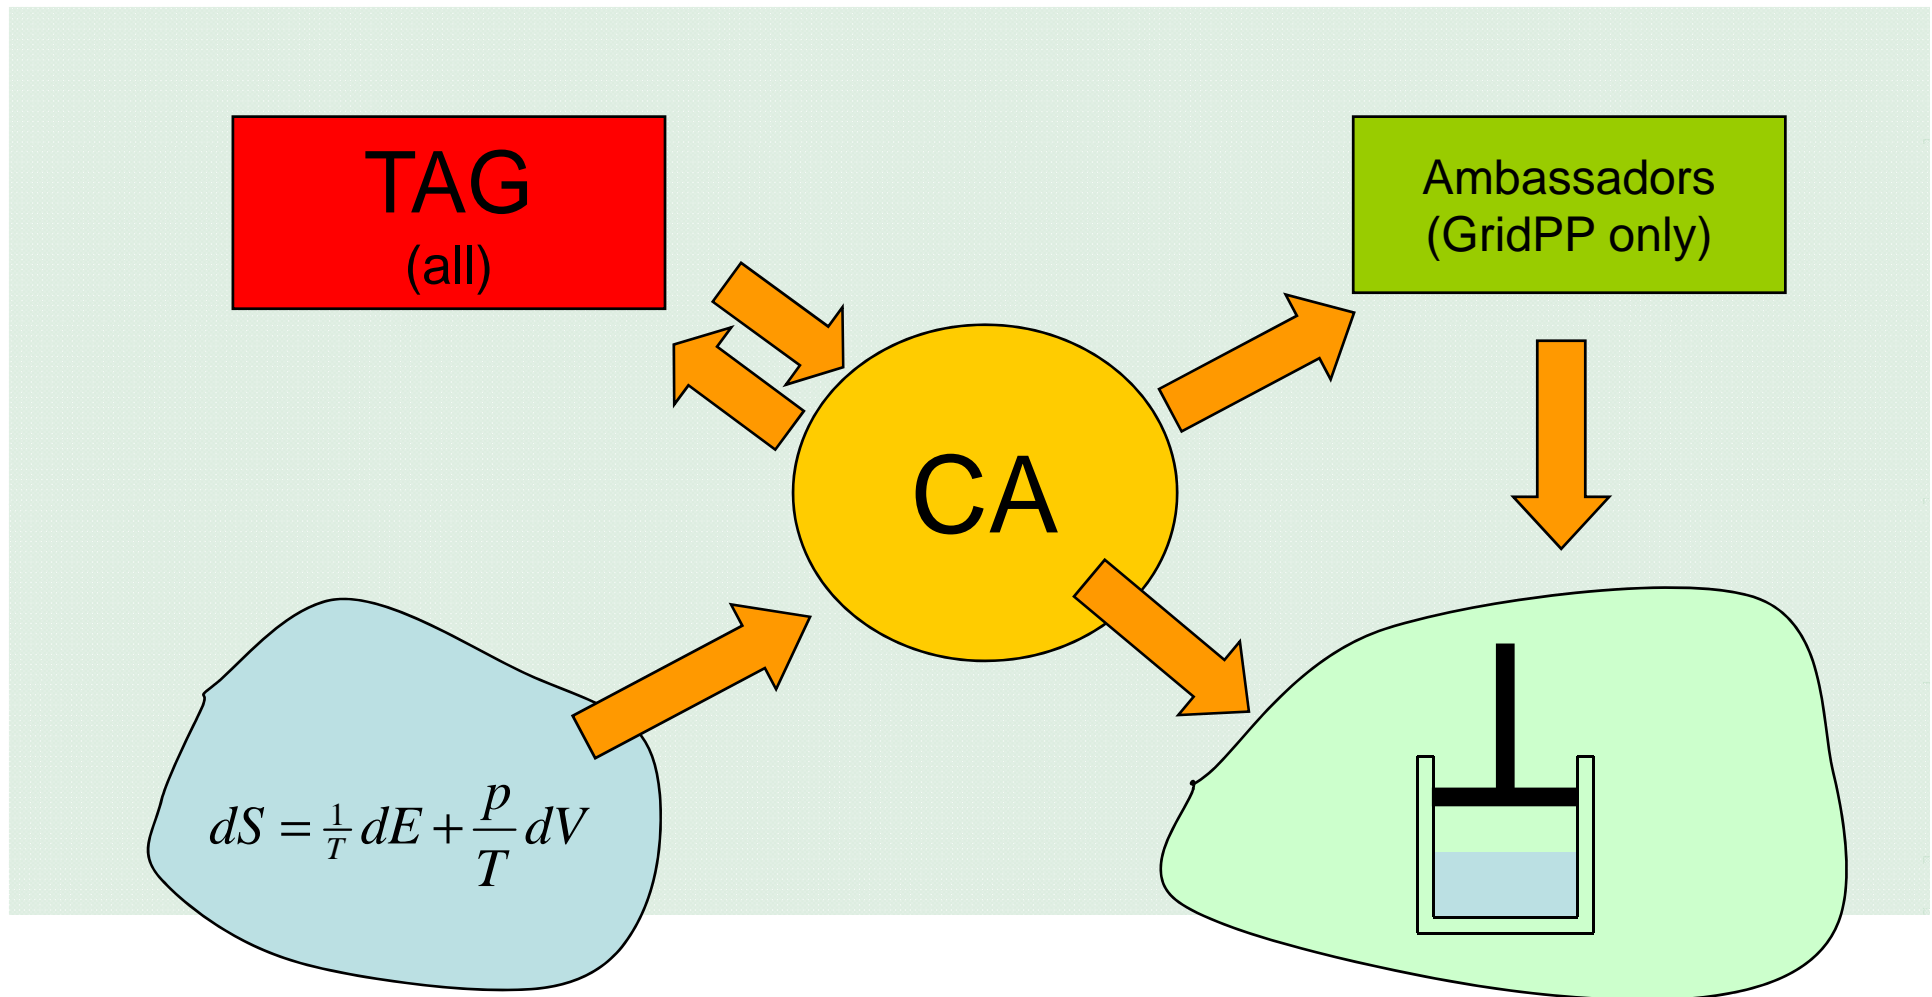 TAG
(all)
Ambassadors
(GridPP only)
CA
dS = 1/T dE + p/T dV